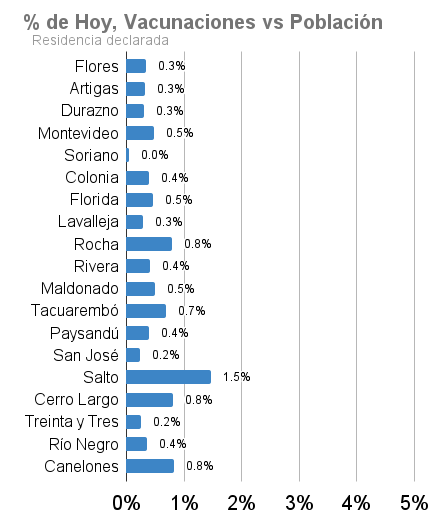 % de Hoy, Vacunaciones vs Población
Residencia declarada
Flores 0.3%
Artigas 0.3%
Durazno 0.3%
Montevideo 0.5%
Soriano 0.0%
Colonia 0.4%
Florida 0.5%
Lavalleja 0.3%
Rocha 0.8%
Rivera 0.4%
Maldonado 0.5%
Tacuarembó 0.7%
Paysandú 0.4%
San José 0.2%
Salto 1.5%
Cerro Largo 0.8%
Treinta y Tres 0.2%
Río Negro 0.4%
Canelones 0.8%
0% 1% 2% 3% 4% 5%